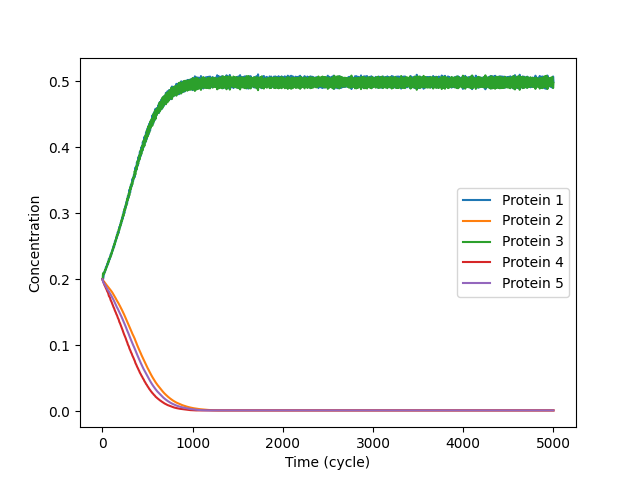 0.5
0.4
0.3
0.2
0.1
0.0
Concentration
0
1000
2000
3000
4000
5000
Time (cycle)
Protein 1
Protein 2
Protein 3
Protein 4
Protein 5